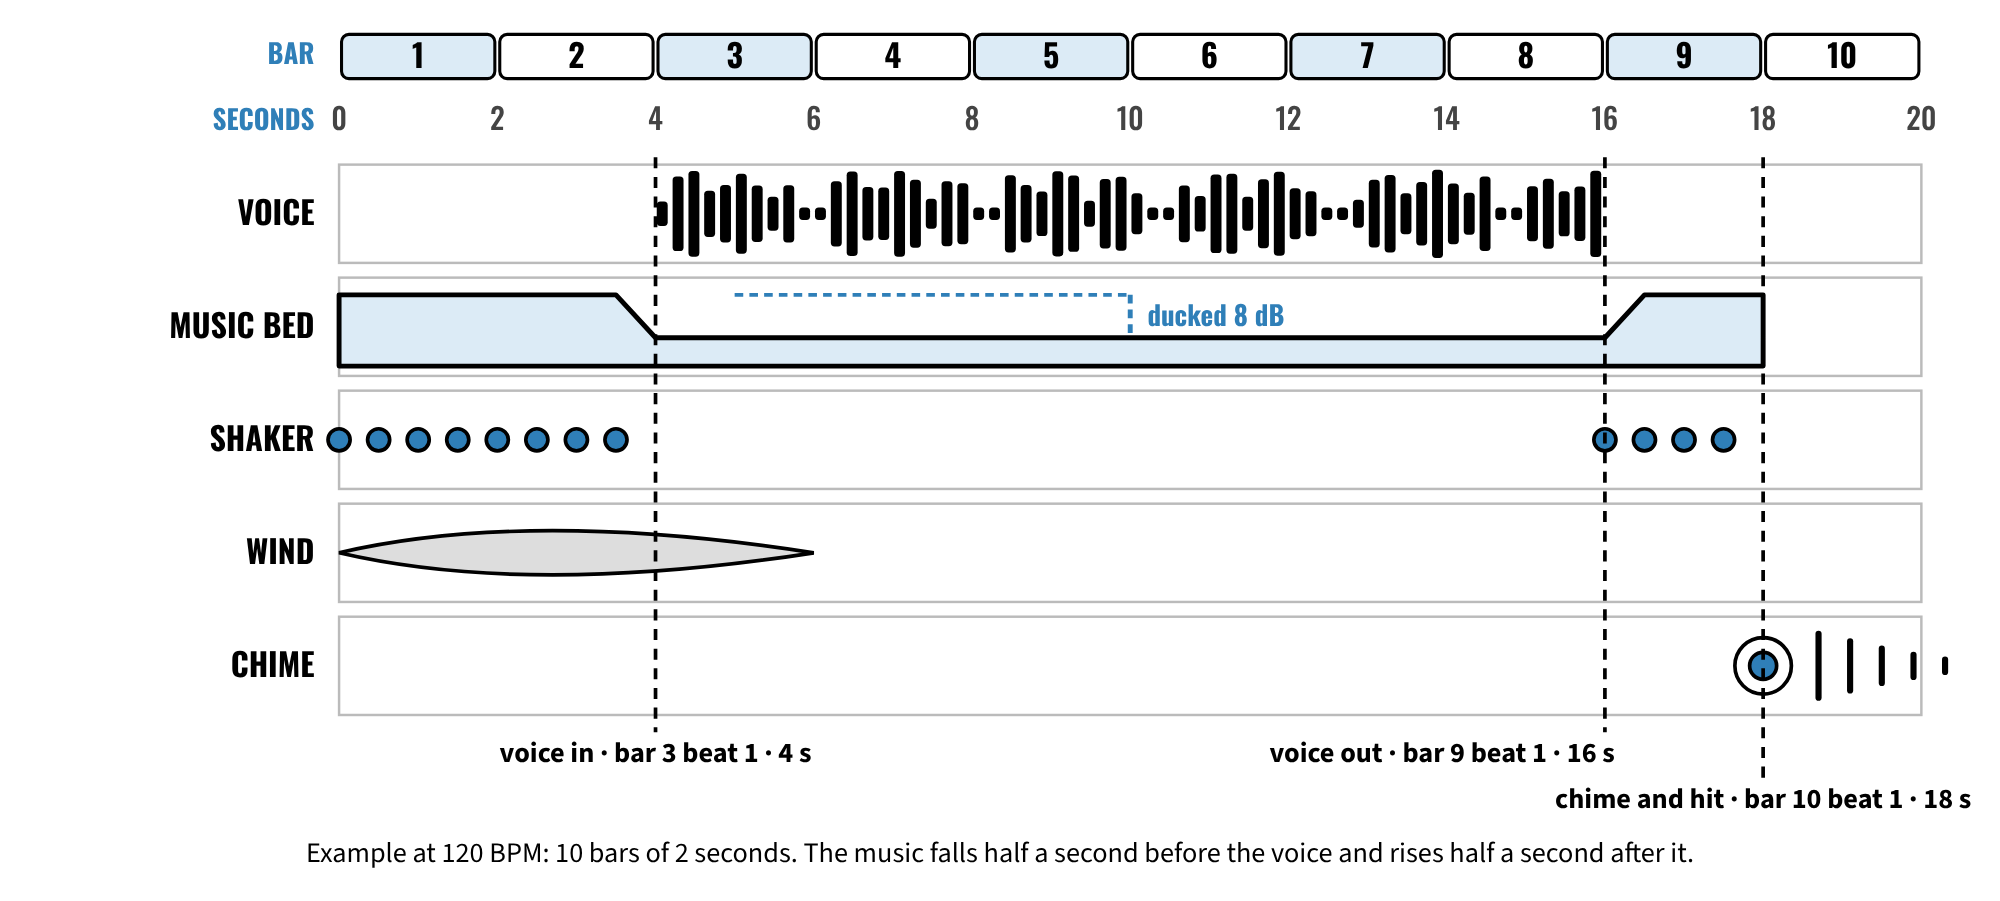 BAR 1 2 3 4 5 6 7 8 9 10
SECONDS 0 2 4 6 8 10 12 14 16 18 20
VOICE
MUSIC BED
ducked 8 dB
SHAKER
WIND
CHIME
voice in · bar 3 beat 1 · 4 s
voice out · bar 9 beat 1 · 16 s
chime and hit · bar 10 beat 1 · 18 s
Example at 120 BPM: 10 bars of 2 seconds. The music falls half a second before the voice and rises half a second after it.